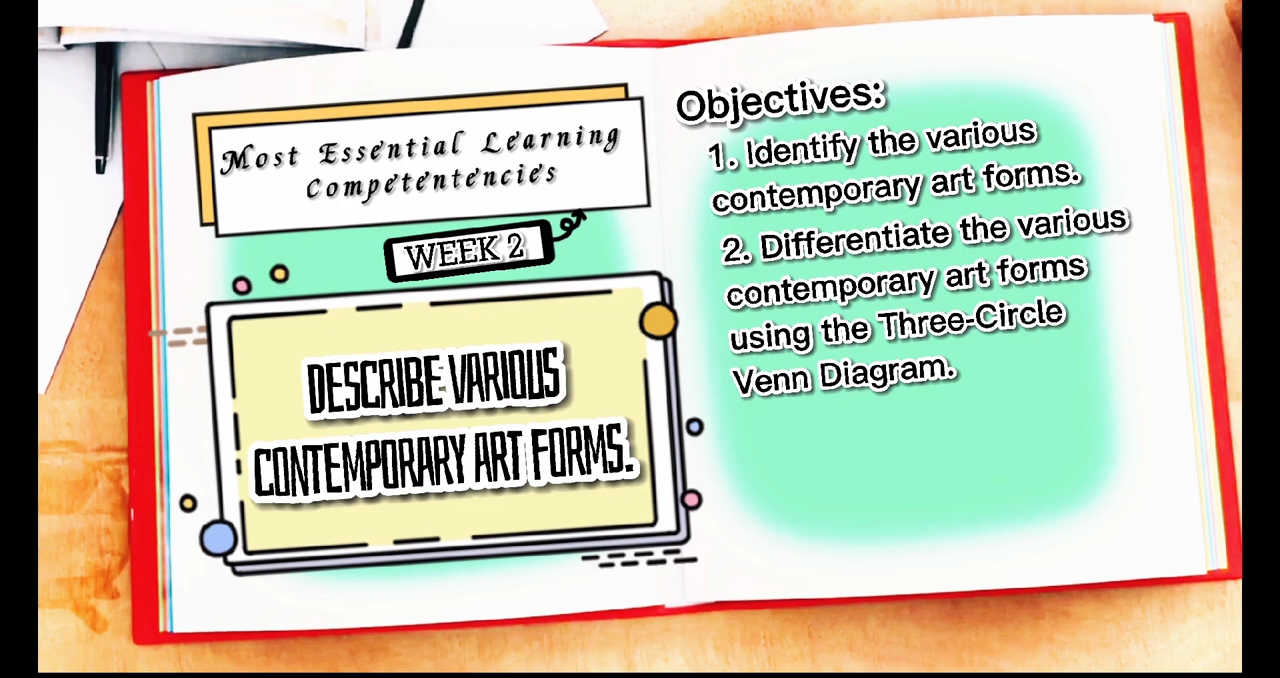 Most Essential Learning
Competentencies
WEEK 2
DESCRIBE VARIOUS
CONTEMPORARY ART FORMS.
Objectives:
1. Identify the various
contemporary art forms.
2. Differentiate the various
contemporary art forms
using the Three-Circle
Venn Diagram.